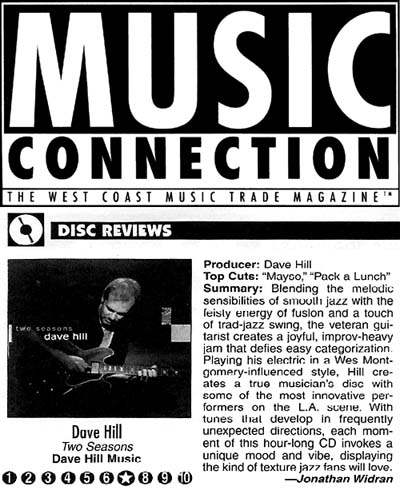 MUSIC
CONNECTION
THE WEST COAST MUSIC TRADE MAGAZINE™
DISC REVIEWS
two seasons
dave hill
Dave Hill
Two Seasons
Dave Hill Music
1 2 3 4 5 6 ★ 8 9 10
Producer: Dave Hill
Top Cuts: "Mayso," "Pack a Lunch"
Summary: Blending the melodic
sensibilities of smooth jazz with the
feisty energy of fusion and a touch
of trad-jazz swing, the veteran gui-
tarist creates a joyful, improv-heavy
jam that defies easy categorization.
Playing his electric in a Wes Mont-
gomery-influenced style, Hill cre-
ates a true musician's disc with
some of the most innovative per-
formers on the L.A. scene. With
tunes that develop in frequently
unexpected directions, each mom-
ent of this hour-long CD invokes a
unique mood and vibe, displaying
the kind of texture jazz fans will love.
—Jonathan Widran